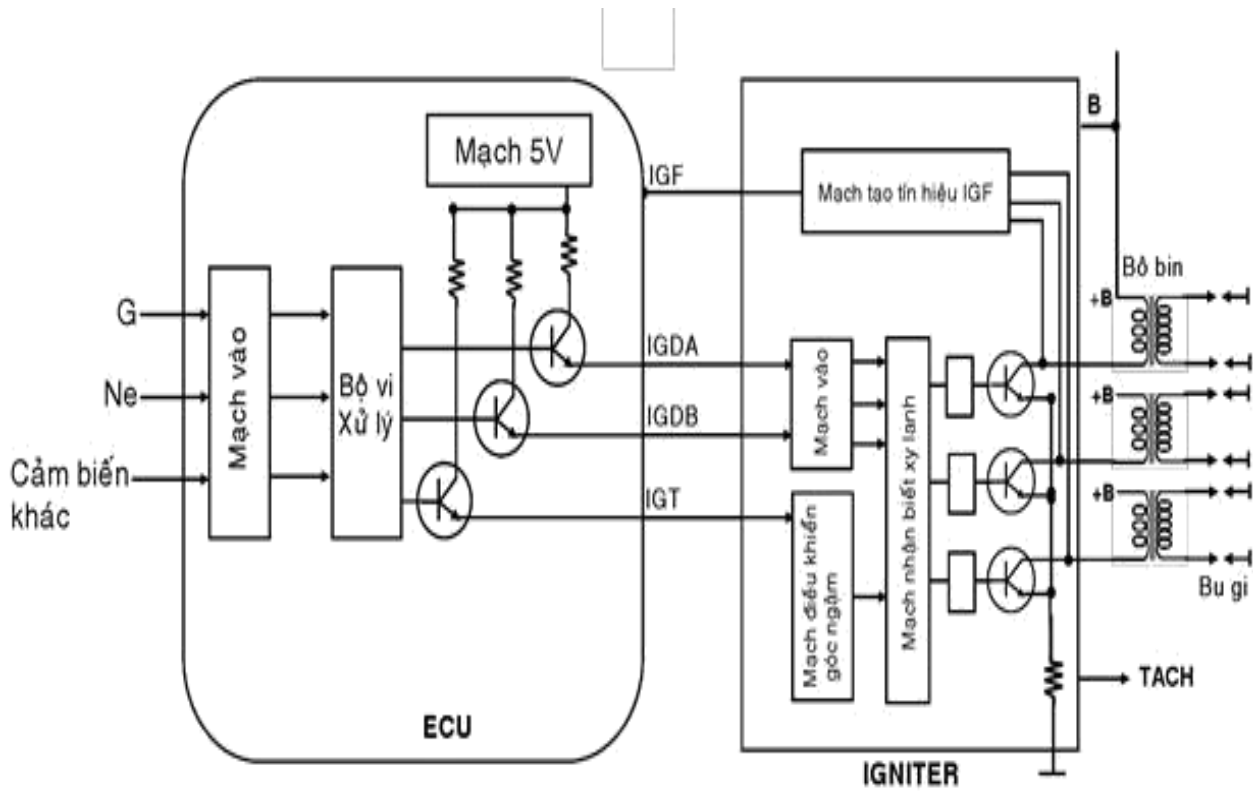 Mạch 5V
IGF
B
Mạch tạo tín hiệu IGF
Bô bin
+B
G
Ne
Cảm biến
khác
Mạch vào
Bộ vi
Xử lý
IGDA
IGDB
IGT
Mạch vào
Mạch điều khiển
góc ngậm
Mạch nhận biết xy lanh
+B
+B
Bu gi
TACH
ECU
IGNITER